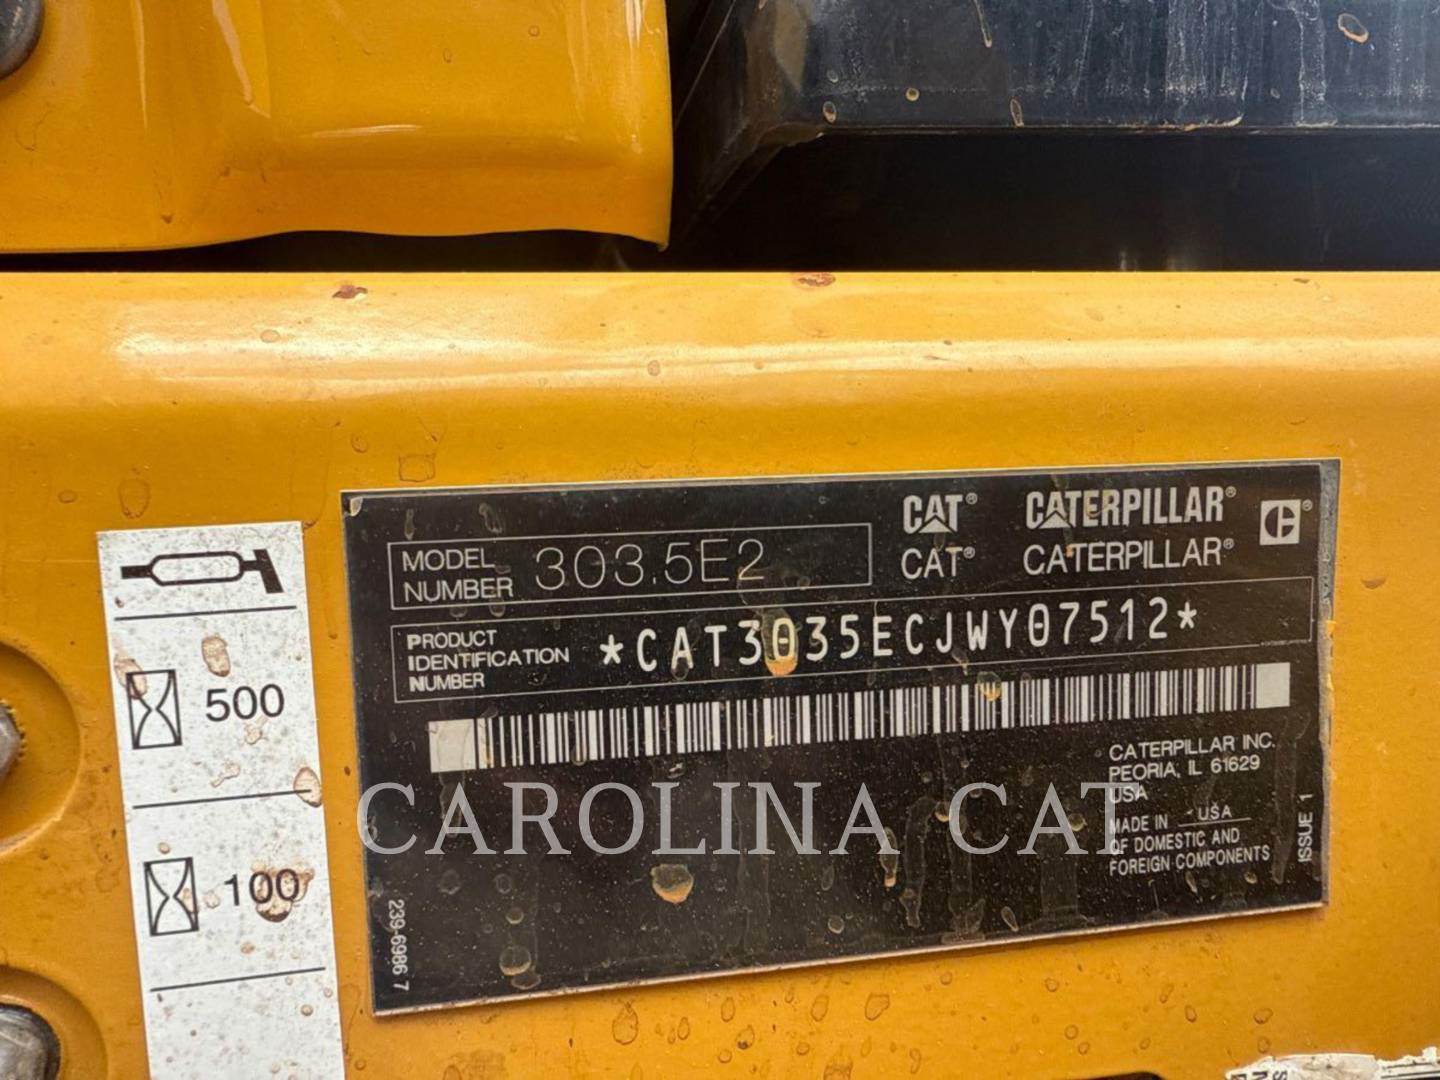 CAT® CATERPILLAR®
CAT® CATERPILLAR®
MODEL NUMBER 303.5E2
PRODUCT IDENTIFICATION NUMBER *CAT3035ECJWY07512*
CATERPILLAR INC.
PEORIA, IL 61629
USA
MADE IN USA
OF DOMESTIC AND
FOREIGN COMPONENTS
ISSUE 1
239-6986 7
500
100
CAROLINA CAT